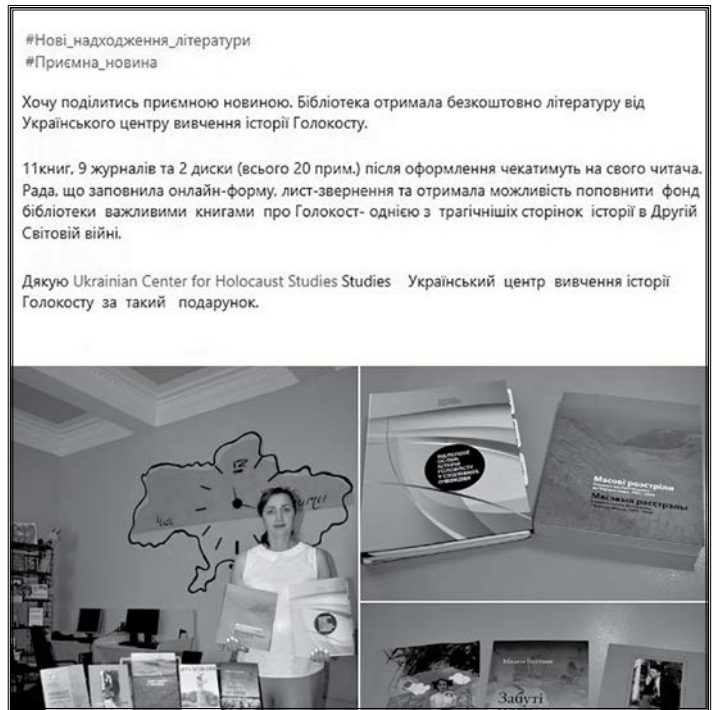 #Нові_надходження_літератури
#Приємна_новина
Хочу поділитись приємною новиною. Бібліотека отримала безкоштовно літературу від
Українського центру вивчення історії Голокосту.
11книг, 9 журналів та 2 диски (всього 20 прим.) після оформлення чекатимуть на свого читача.
Рада, що заповнила онлайн-форму, лист-звернення та отримала можливість поповнити фонд
бібліотеки важливими книгами про Голокост- однією з трагічніших сторінок історії в Другій
Світовій війні.
Дякую Ukrainian Center for Holocaust Studies Studies Український центр вивчення історії
Голокосту за такий подарунок.
Час
Масові розстріли
Массовыя расстрэлы
Забуті